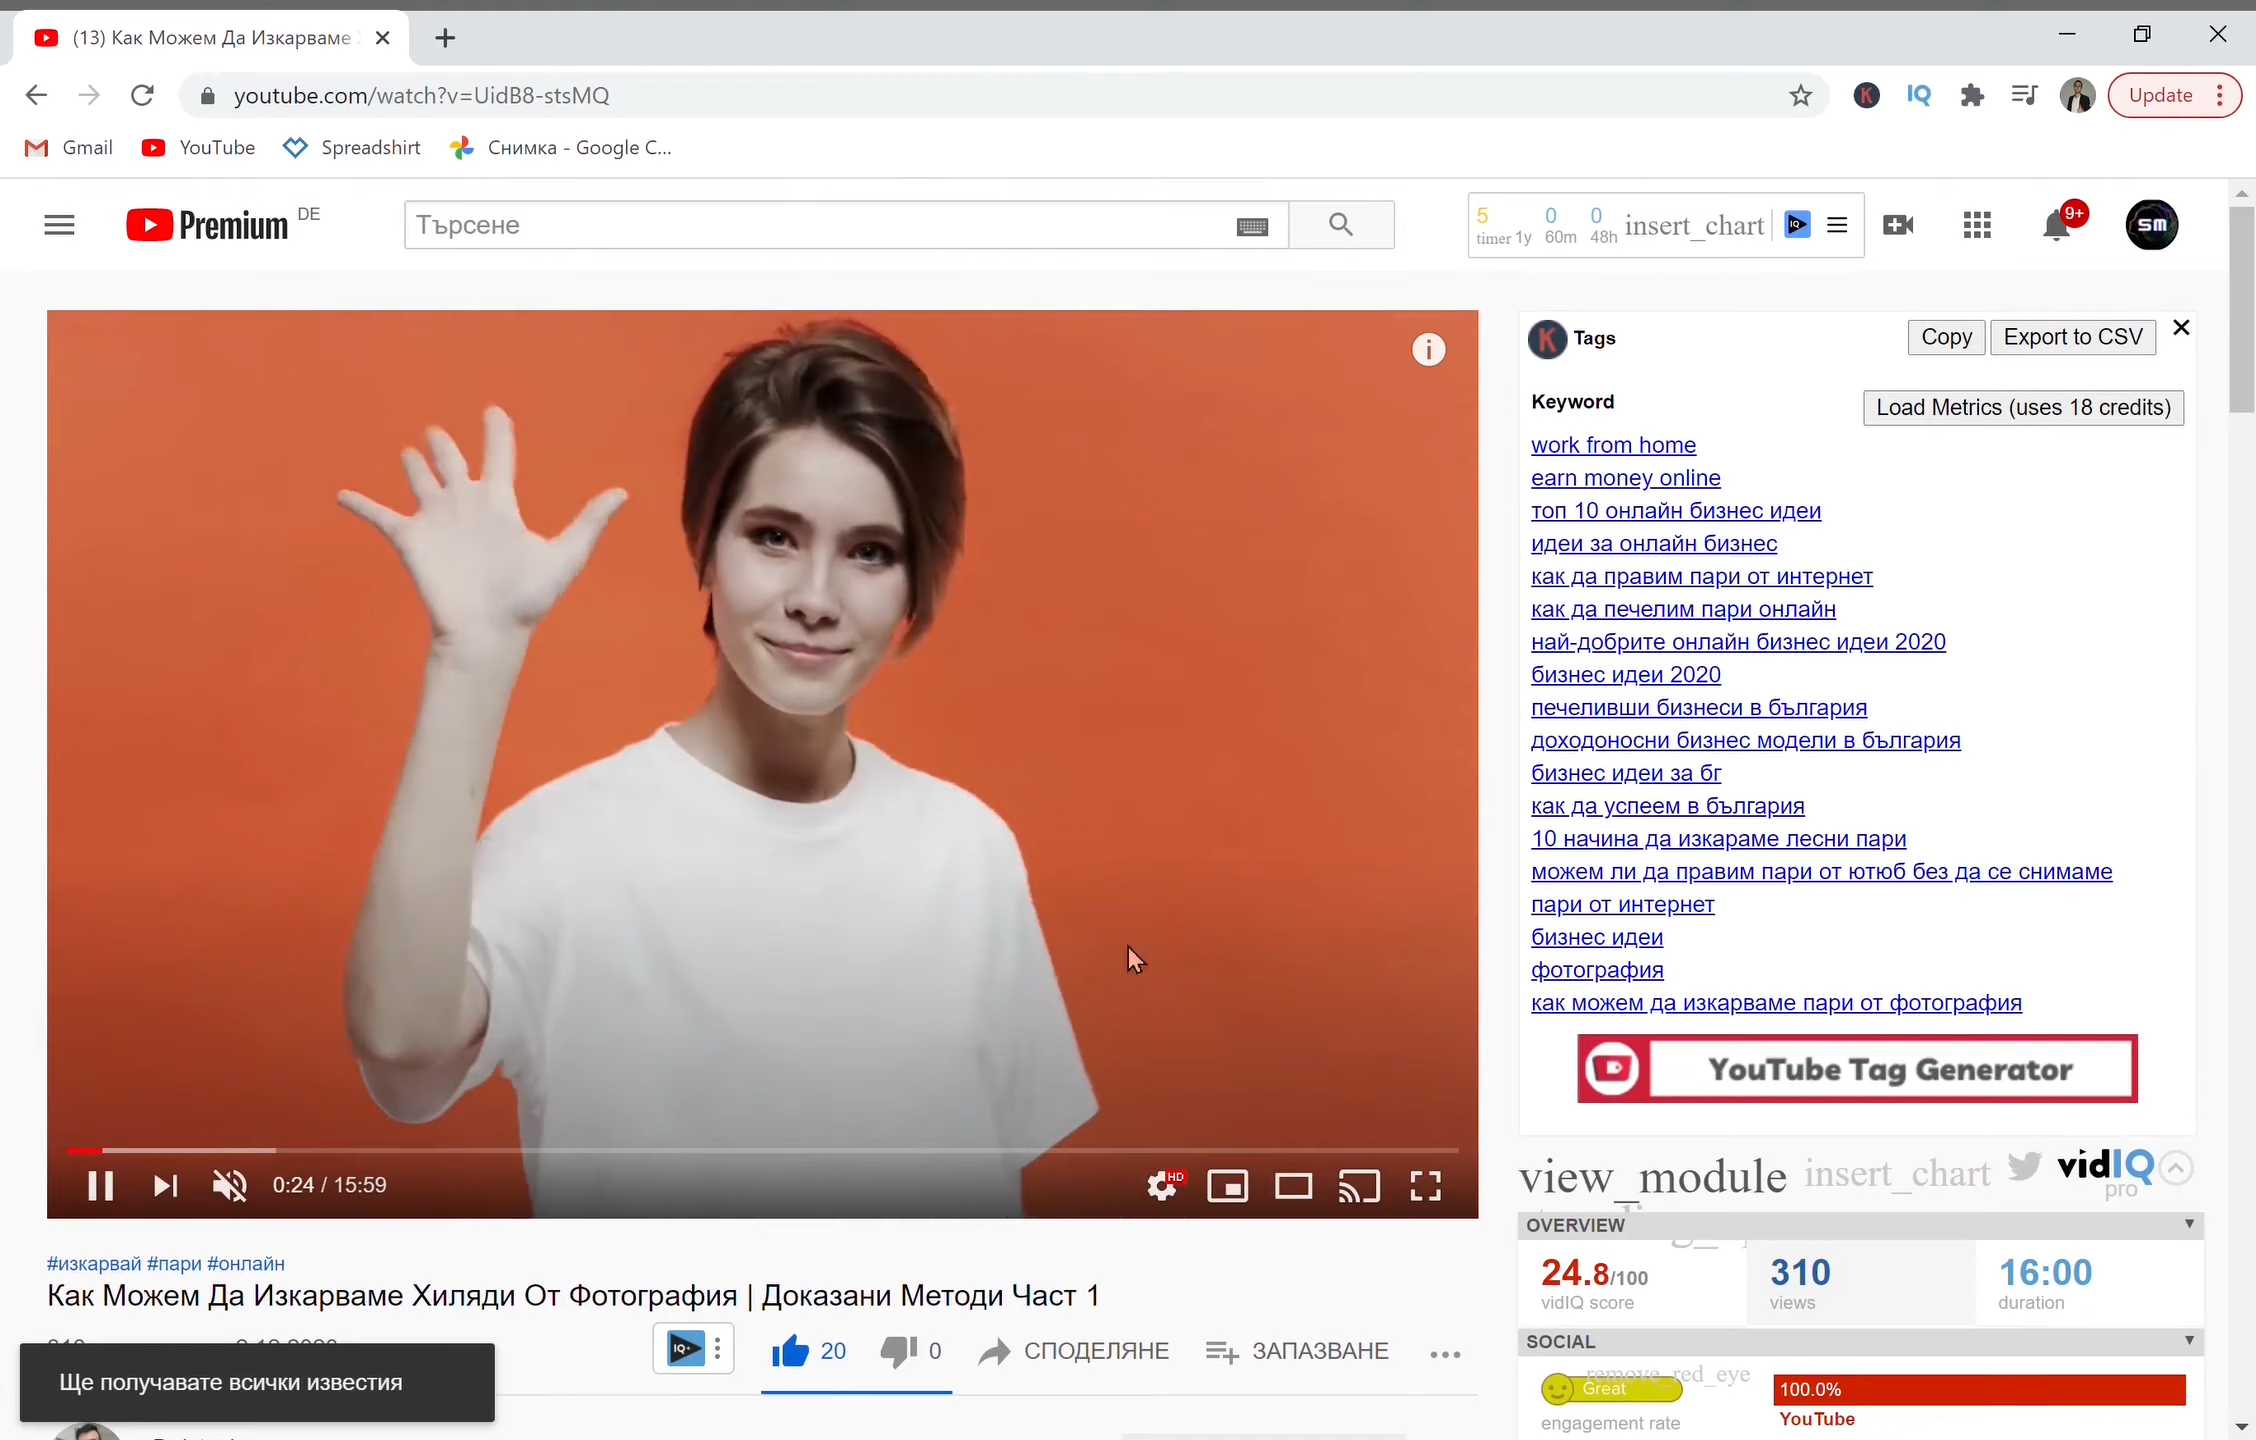 (13) Как Можем Да Изкарваме
youtube.com/watch?v=UidB8-stsMQ
Update
Gmail
YouTube
Spreadshirt
Снимка - Google C...
Premium DE
Търсене
5 0 0
timer 1y 60m 48h
insert_chart
9+
sm
Tags
Copy
Export to CSV
Keyword
Load Metrics (uses 18 credits)
work from home
earn money online
топ 10 онлайн бизнес идеи
идеи за онлайн бизнес
как да правим пари от интернет
как да печелим пари онлайн
най-добрите онлайн бизнес идеи 2020
бизнес идеи 2020
печеливши бизнеси в българия
доходоносни бизнес модели в българия
бизнес идеи за бг
как да успеем в българия
10 начина да изкараме лесни пари
можем ли да правим пари от ютюб без да се снимаме
пари от интернет
бизнес идеи
фотография
как можем да изкарваме пари от фотография
YouTube Tag Generator
0:24 / 15:59
HD
view_module insert_chart vidIQ
pro
OVERVIEW
24.8/100
vidIQ score
310
views
16:00
duration
SOCIAL
remove_red_eye
Great
engagement rate
100.0%
YouTube
#изкарвай #пари #онлайн
Как Можем Да Изкарваме Хиляди От Фотография | Доказани Методи Част 1
20
0
СПОДЕЛЯНЕ
ЗАПАЗВАНЕ
Ще получавате всички известия